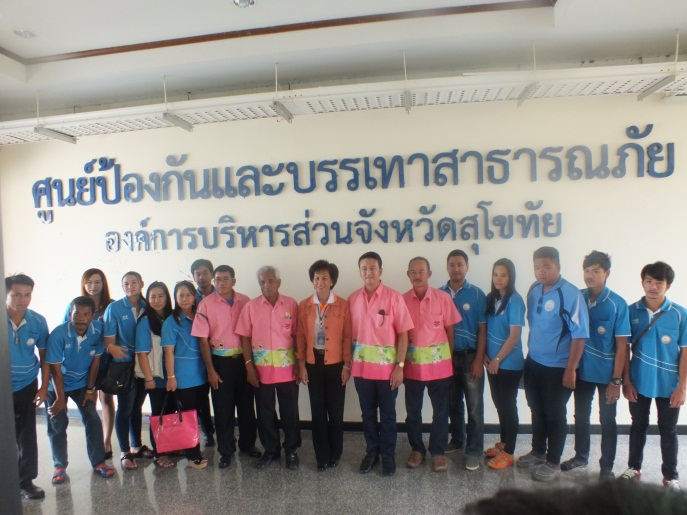 ศูนย์ป้องกันและบรรเทาสาธารณภัย
องค์การบริหารส่วนจังหวัดสุโขทัย